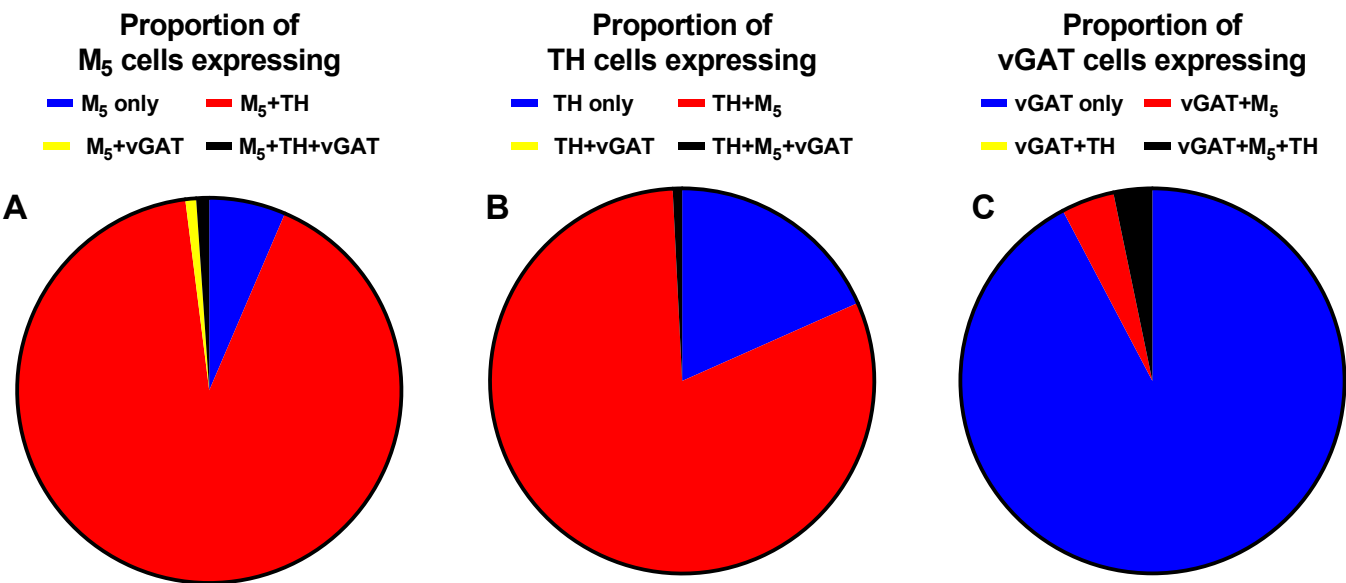 Proportion of
M₅ cells expressing
M₅ only
M₅+TH
M₅+vGAT
M₅+TH+vGAT
A
Proportion of
TH cells expressing
TH only
TH+M₅
TH+vGAT
TH+M₅+vGAT
B
Proportion of
vGAT cells expressing
vGAT only
vGAT+M₅
vGAT+TH
vGAT+M₅+TH
C